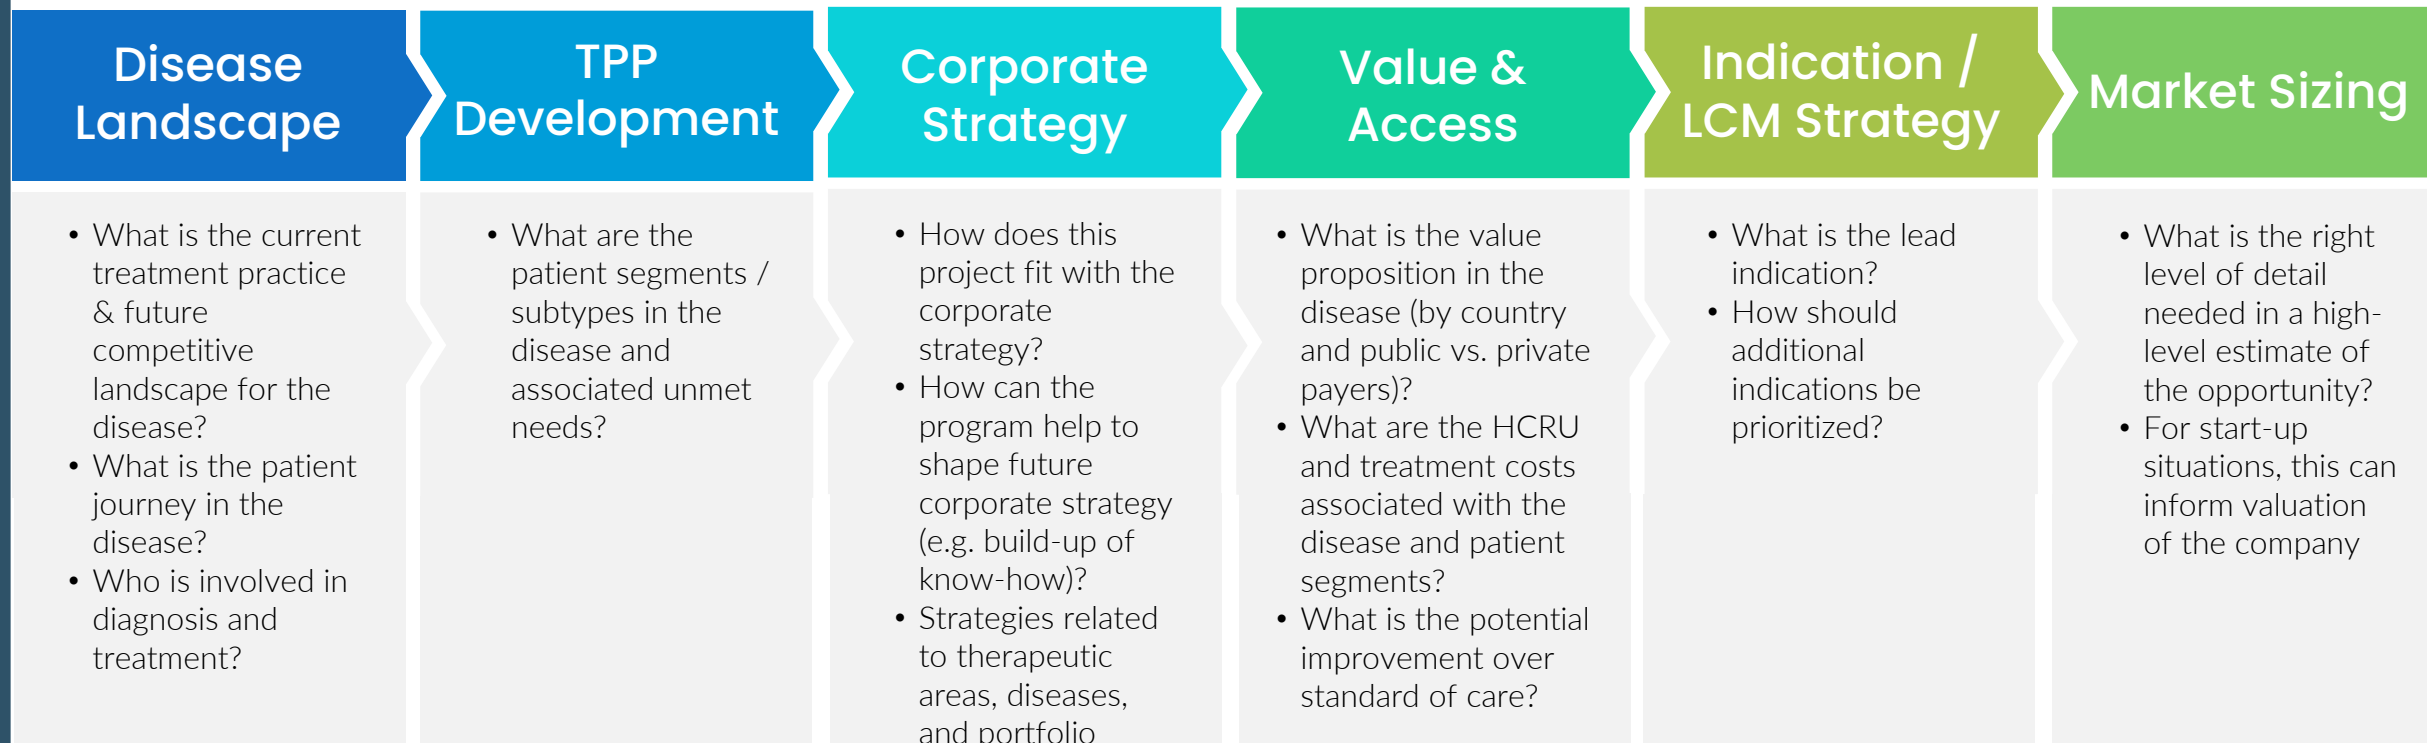 Disease
Landscape
• What is the current
treatment practice
& future
competitive
landscape for the
disease?
• What is the patient
journey in the
disease?
• Who is involved in
diagnosis and
treatment?
TPP
Development
• What are the
patient segments /
subtypes in the
disease and
associated unmet
needs?
Corporate
Strategy
• How does this
project fit with the
corporate
strategy?
• How can the
program help to
shape future
corporate strategy
(e.g. build-up of
know-how)?
• Strategies related
to therapeutic
areas, diseases,
and portfolio
Value &
Access
• What is the value
proposition in the
disease (by country
and public vs. private
payers)?
• What are the HCRU
and treatment costs
associated with the
disease and patient
segments?
• What is the potential
improvement over
standard of care?
Indication /
LCM Strategy
• What is the lead
indication?
• How should
additional
indications be
prioritized?
Market Sizing
• What is the right
level of detail
needed in a high-
level estimate of
the opportunity?
• For start-up
situations, this can
inform valuation
of the company